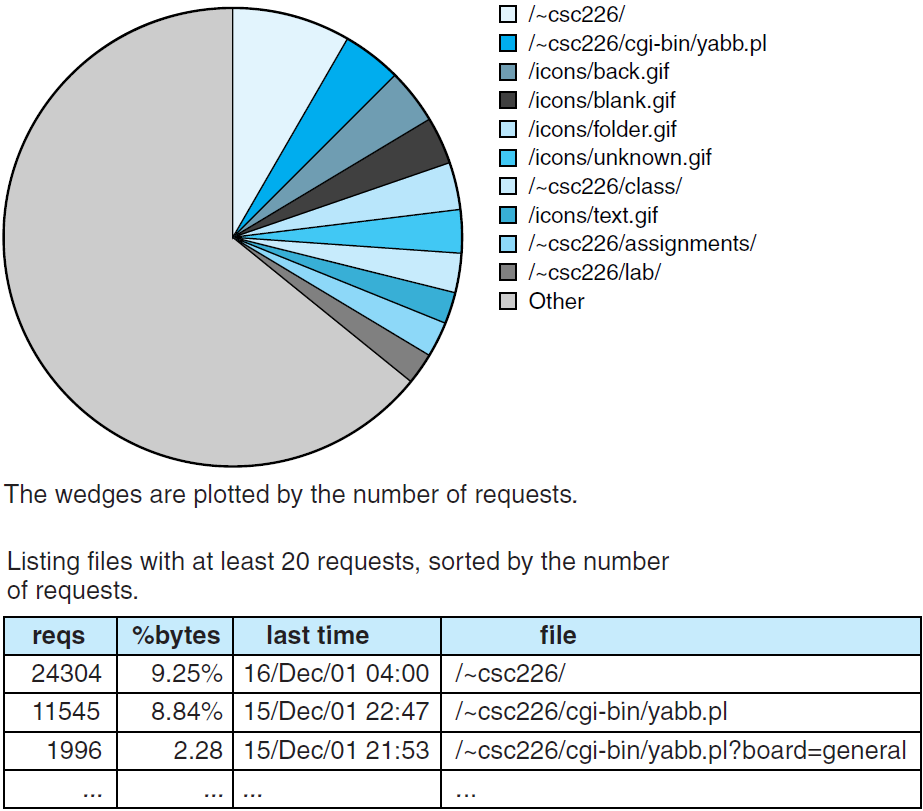 /~csc226/
/~csc226/cgi-bin/yabb.pl
/icons/back.gif
/icons/blank.gif
/icons/folder.gif
/icons/unknown.gif
/~csc226/class/
/icons/text.gif
/~csc226/assignments/
/~csc226/lab/
Other
The wedges are plotted by the number of requests.
Listing files with at least 20 requests, sorted by the number
of requests.
reqs %bytes last time file
24304 9.25% 16/Dec/01 04:00 /~csc226/
11545 8.84% 15/Dec/01 22:47 /~csc226/cgi-bin/yabb.pl
1996 2.28 15/Dec/01 21:53 /~csc226/cgi-bin/yabb.pl?board=general
... ... ... ...